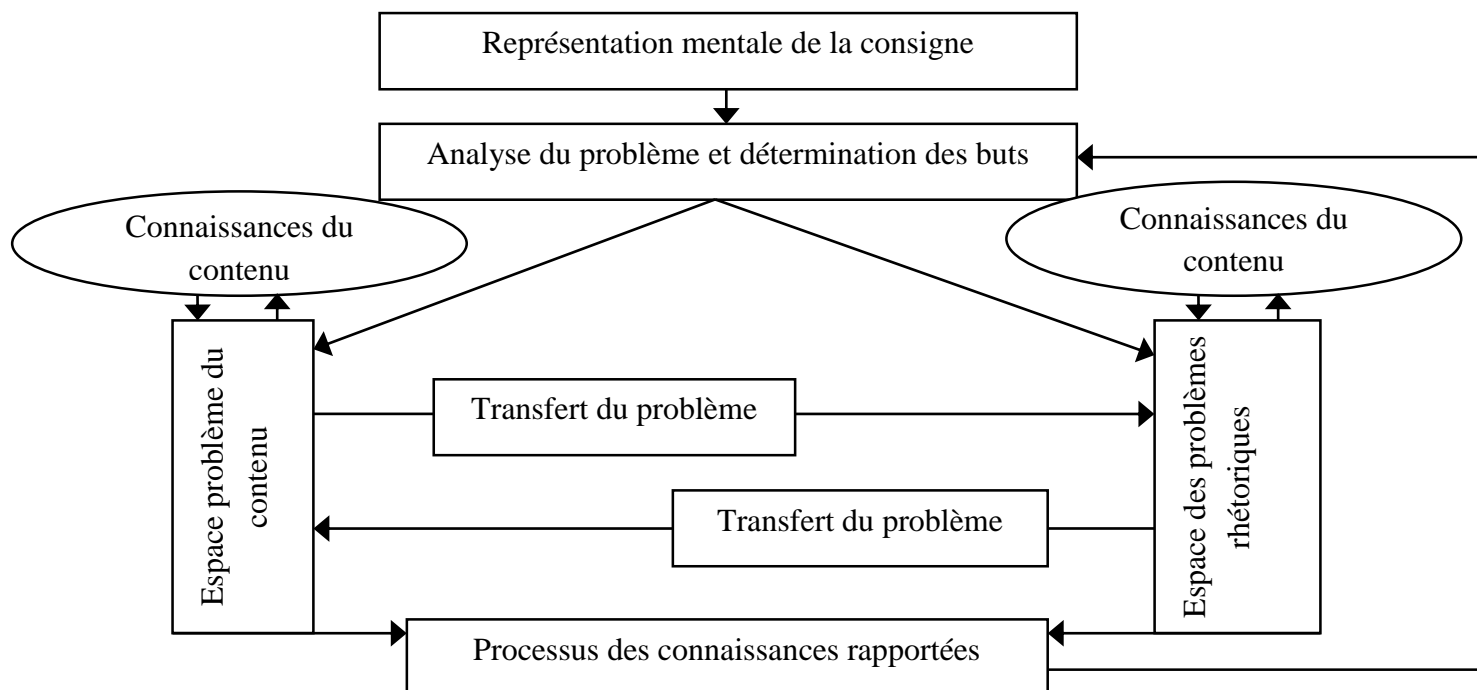 Représentation mentale de la consigne
Analyse du problème et détermination des buts
Connaissances du
contenu
Connaissances du
contenu
Espace problème du
contenu
Transfert du problème
Transfert du problème
Espace des problèmes
rhétoriques
Processus des connaissances rapportées